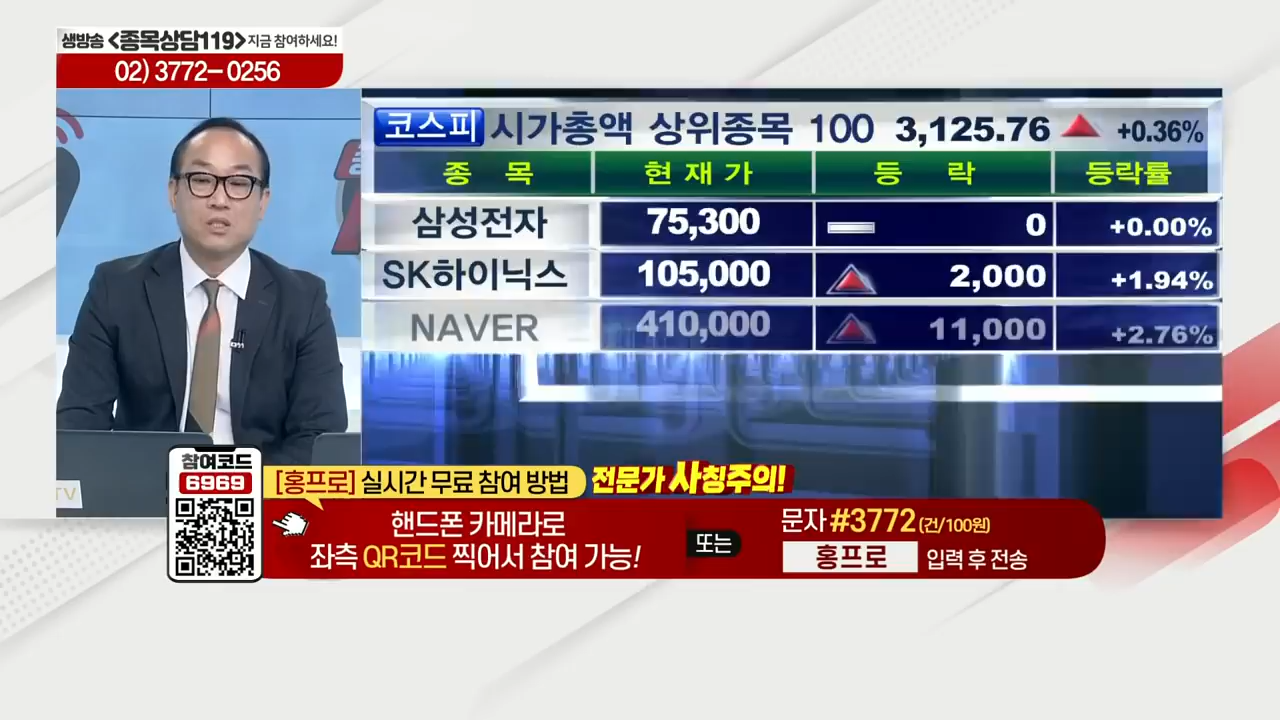 생방송 <종목상담119> 지금 참여하세요!
02) 3772-0256
코스피 시가총액 상위종목 100 3,125.76 ▲ +0.36%
종 목 현재가 등 락 등락률
삼성전자 75,300 0 +0.00%
SK하이닉스 105,000 ▲ 2,000 +1.94%
NAVER 410,000 ▲ 11,000 +2.76%
TV
참여코드
6969
[홍프로] 실시간 무료 참여 방법 전문가 사칭주의!
핸드폰 카메라로
좌측 QR코드 찍어서 참여 가능!
또는
문자 #3772 (건/100원)
홍프로 입력 후 전송